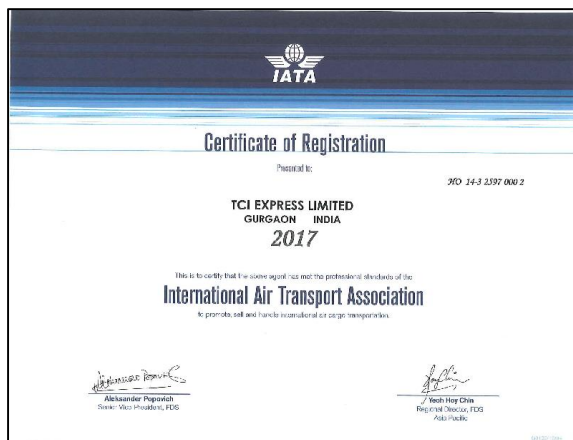 IATA
Certificate of Registration
Presented to:
HO 14-3 2597 000 2
TCI EXPRESS LIMITED
GURGAON INDIA
2017
This is to certify that the above agent has met the professional standards of the
International Air Transport Association
to promote, sell and handle international air cargo transportation.
Aleksander Popovich
Senior Vice President, FDS
Yeoh Hoy Chin
Regional Director, FDS
Asia Pacific